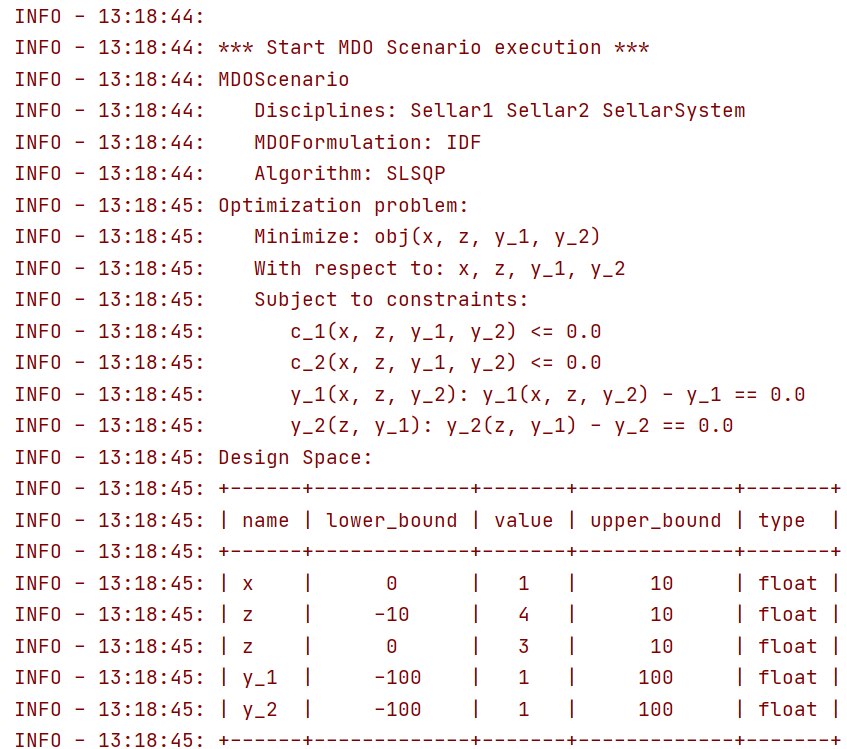 INFO - 13:18:44:
INFO - 13:18:44: *** Start MDO Scenario execution ***
INFO - 13:18:44: MDOScenario
INFO - 13:18:44:    Disciplines: Sellar1 Sellar2 SellarSystem
INFO - 13:18:44:    MDOFormulation: IDF
INFO - 13:18:44:    Algorithm: SLSQP
INFO - 13:18:45: Optimization problem:
INFO - 13:18:45:    Minimize: obj(x, z, y_1, y_2)
INFO - 13:18:45:    With respect to: x, z, y_1, y_2
INFO - 13:18:45:    Subject to constraints:
INFO - 13:18:45:       c_1(x, z, y_1, y_2) <= 0.0
INFO - 13:18:45:       c_2(x, z, y_1, y_2) <= 0.0
INFO - 13:18:45:       y_1(x, z, y_2): y_1(x, z, y_2) - y_1 == 0.0
INFO - 13:18:45:       y_2(z, y_1): y_2(z, y_1) - y_2 == 0.0
INFO - 13:18:45: Design Space:
INFO - 13:18:45: +------+-------------+-------+-------------+-------+
INFO - 13:18:45: | name | lower_bound | value | upper_bound | type  |
INFO - 13:18:45: +------+-------------+-------+-------------+-------+
INFO - 13:18:45: | x    |      0      |   1   |      10     | float |
INFO - 13:18:45: | z    |     -10     |   4   |      10     | float |
INFO - 13:18:45: | z    |      0      |   3   |      10     | float |
INFO - 13:18:45: | y_1  |     -100    |   1   |     100     | float |
INFO - 13:18:45: | y_2  |     -100    |   1   |     100     | float |
INFO - 13:18:45: +------+-------------+-------+-------------+-------+